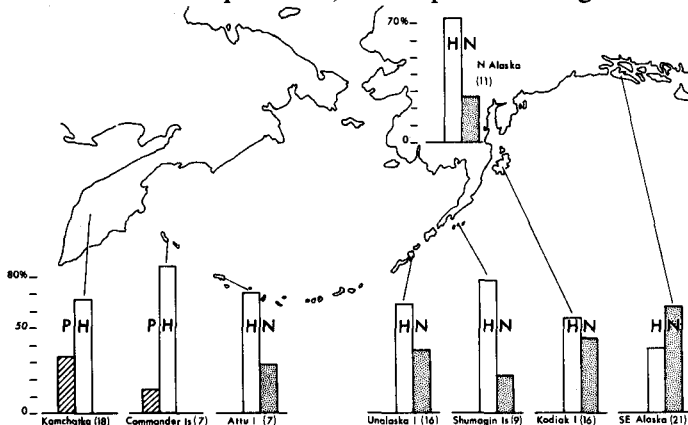 70%
H N
N Alaska
(11)
0
80%
50
0
P H
P H
H N
H N
H N
H N
H N
Kamchatka (18)
Commander Is (7)
Attu I (7)
Unalaska I (16)
Shumagin Is (9)
Kodiak I (16)
SE Alaska (21)